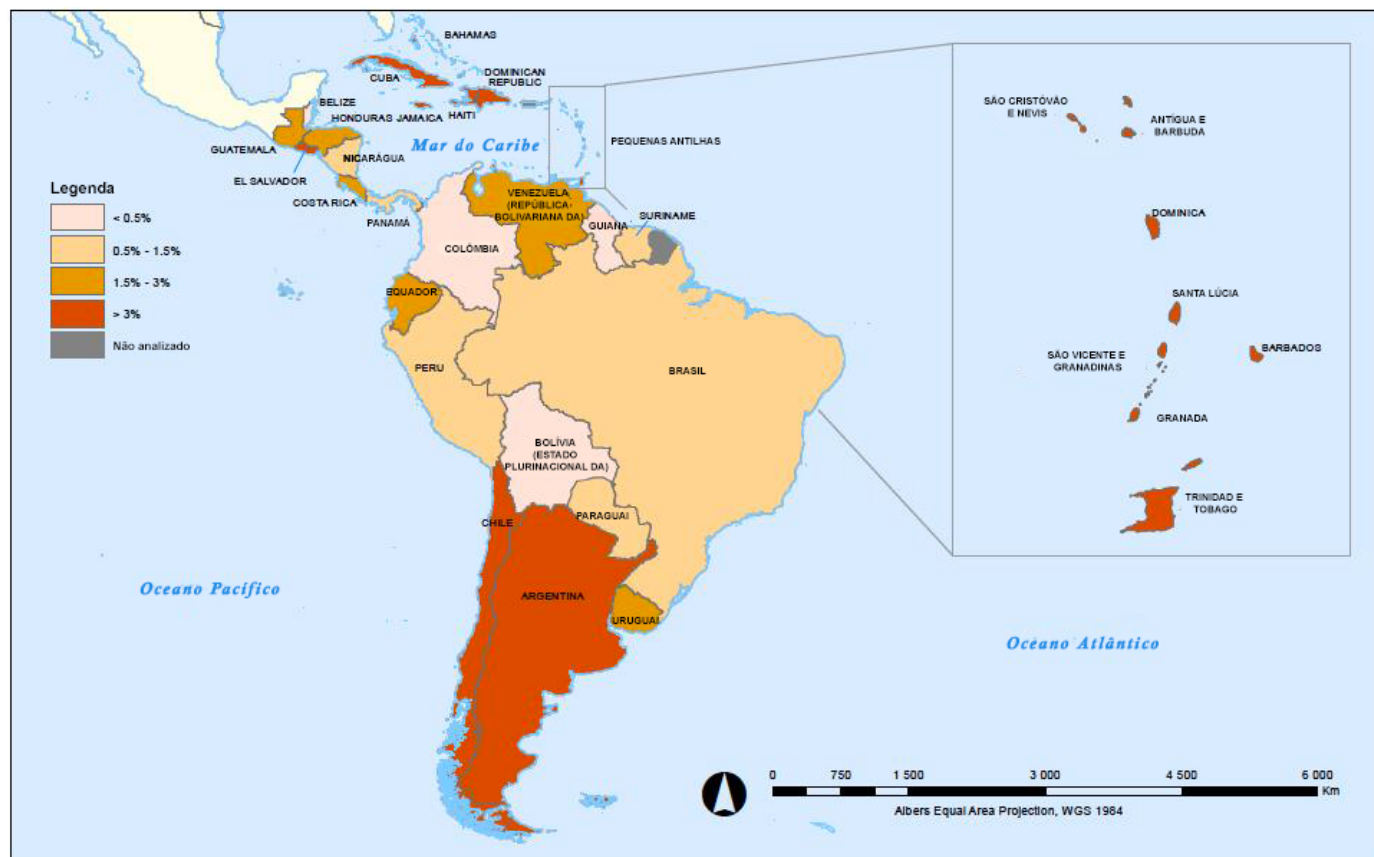 BAHAMAS
CUBA
DOMINICAN
REPUBLIC
BELIZE
HONDURAS
JAMAICA
HAITI
GUATEMALA
NICARÁGUA
Mar do Caribe
PEQUENAS ANTILHAS
EL SALVADOR
COSTA RICA
PANAMÁ
VENEZUELA
(REPÚBLICA
BOLIVARIANA DA)
GUIANA
SURINAME
COLÔMBIA
EQUADOR
PERU
BRASIL
BOLÍVIA
(ESTADO
PLURINACIONAL DA)
PARAGUAI
CHILE
ARGENTINA
URUGUAI
Oceano Pacífico
Oceano Atlântico
Legenda
< 0.5%
0.5% - 1.5%
1.5% - 3%
> 3%
Não analizado
SÃO CRISTÓVÃO
E NEVIS
ANTÍGUA E
BARBUDA
DOMINICA
SANTA LÚCIA
SÃO VICENTE E
GRANADINAS
BARBADOS
GRANADA
TRINIDAD E
TOBAGO
0 750 1 500 3 000 4 500 6 000
Km
Albers Equal Area Projection, WGS 1984